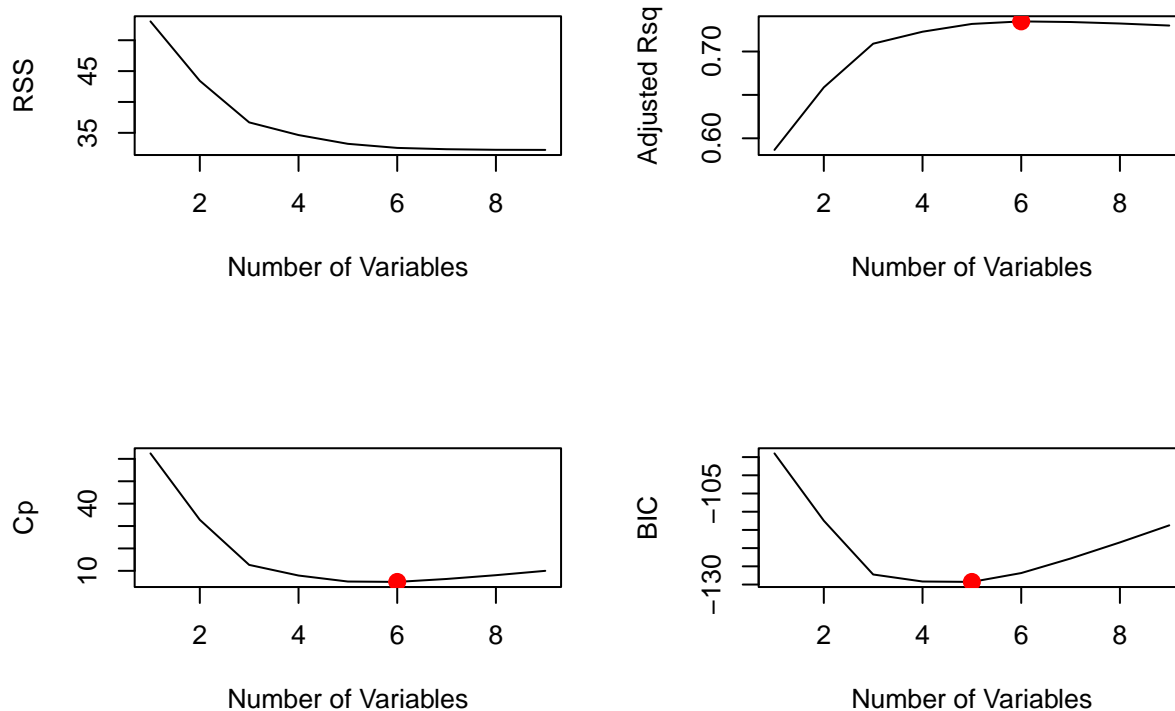 RSS
45
35
2 4 6 8
Number of Variables
Adjusted Rsq
0.70
0.60
2 4 6 8
Number of Variables
Cp
40
10
2 4 6 8
Number of Variables
BIC
−105
−130
2 4 6 8
Number of Variables